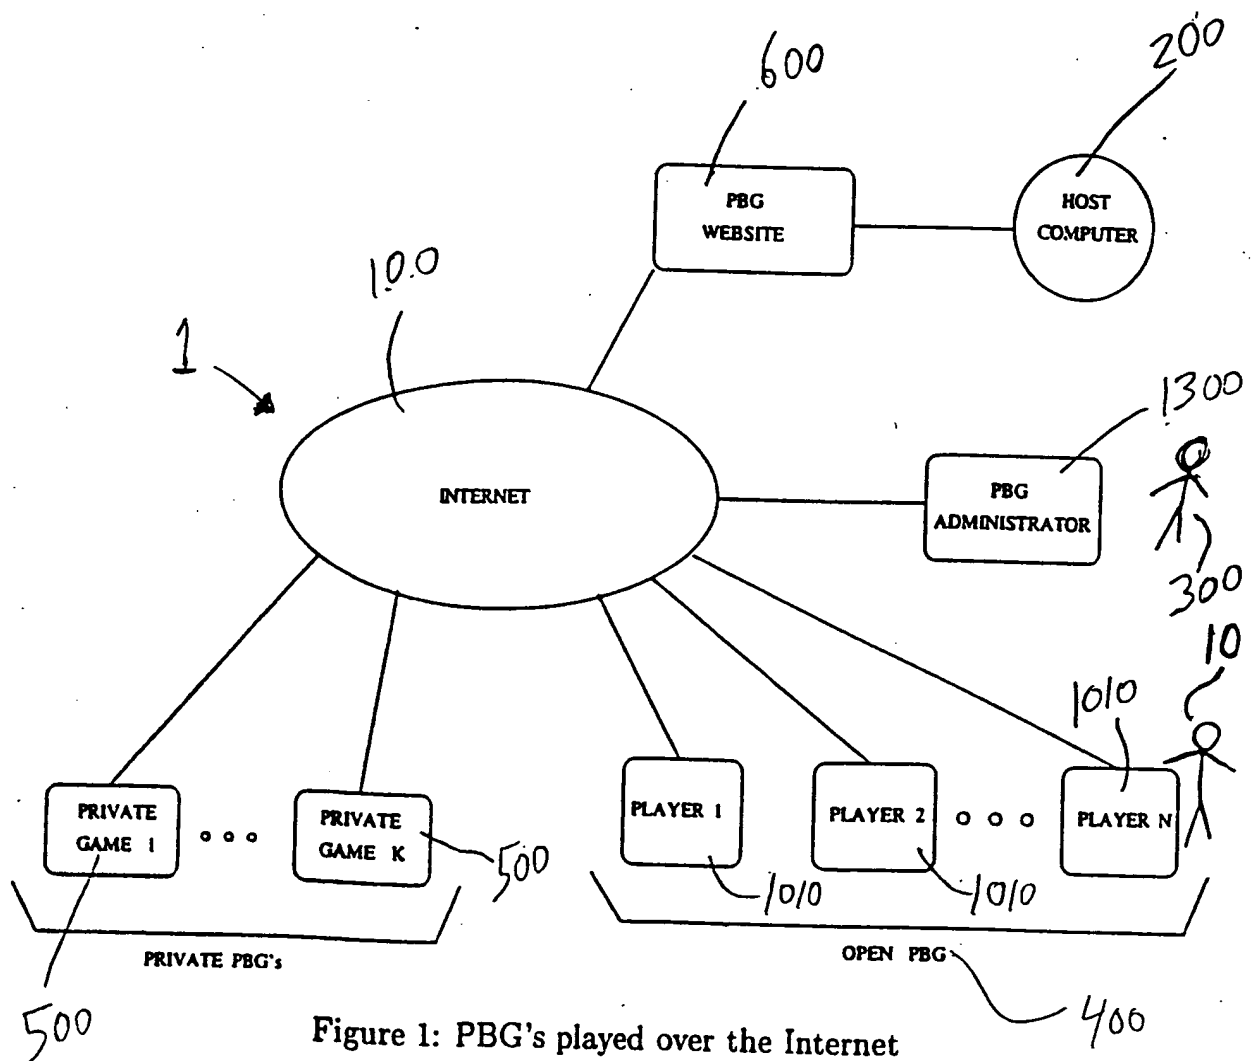 600
200
PBG
WEBSITE
HOST
COMPUTER
100
1
1300
INTERNET
PBG
ADMINISTRATOR
300
10
1010
PRIVATE
GAME 1
PRIVATE
GAME K
PLAYER 1
PLAYER 2
PLAYER N
500
1010
1010
PRIVATE PBG's
OPEN PBG
500
400
Figure 1: PBG's played over the Internet